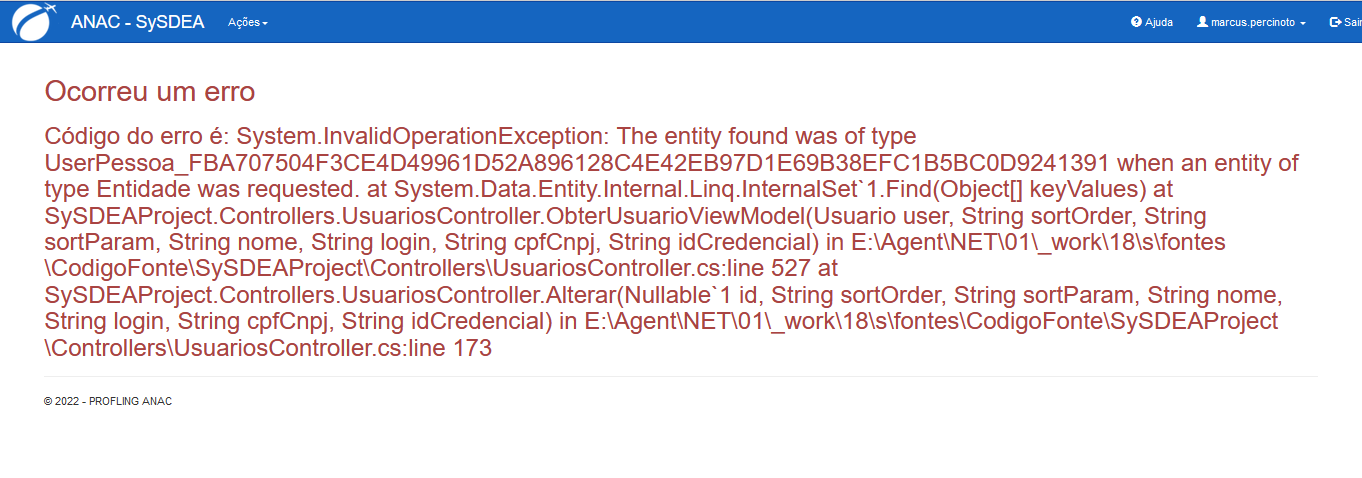 ANAC - SySDEA Ações Ajuda marcus.percinoto Sair
Ocorreu um erro
Código do erro é: System.InvalidOperationException: The entity found was of type
UserPessoa_FBA707504F3CE4D49961D52A896128C4E42EB97D1E69B38EFC1B5BC0D9241391 when an entity of
type Entidade was requested. at System.Data.Entity.Internal.Linq.InternalSet`1.Find(Object[] keyValues) at
SySDEAProject.Controllers.UsuariosController.ObterUsuarioViewModel(Usuario user, String sortOrder, String
sortParam, String nome, String login, String cpfCnpj, String idCredencial) in E:\Agent\NET\01\_work\18\s\fontes
\CodigoFonte\SySDEAProject\Controllers\UsuariosController.cs:line 527 at
SySDEAProject.Controllers.UsuariosController.Alterar(Nullable`1 id, String sortOrder, String sortParam, String nome,
String login, String cpfCnpj, String idCredencial) in E:\Agent\NET\01\_work\18\s\fontes\CodigoFonte\SySDEAProject
\Controllers\UsuariosController.cs:line 173
© 2022 - PROFLING ANAC